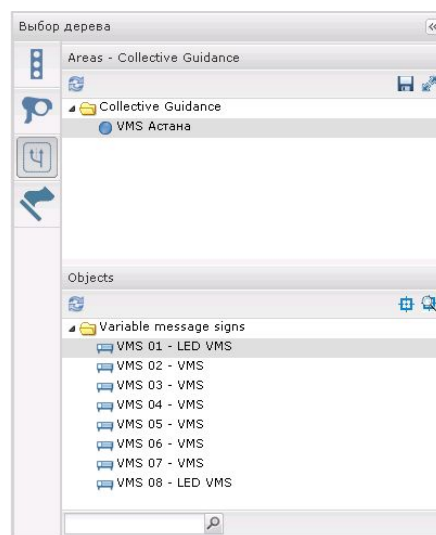 Выбор дерева
Areas - Collective Guidance
Collective Guidance
VMS Астана
Objects
Variable message signs
VMS 01 - LED VMS
VMS 02 - VMS
VMS 03 - VMS
VMS 04 - VMS
VMS 05 - VMS
VMS 06 - VMS
VMS 07 - VMS
VMS 08 - LED VMS